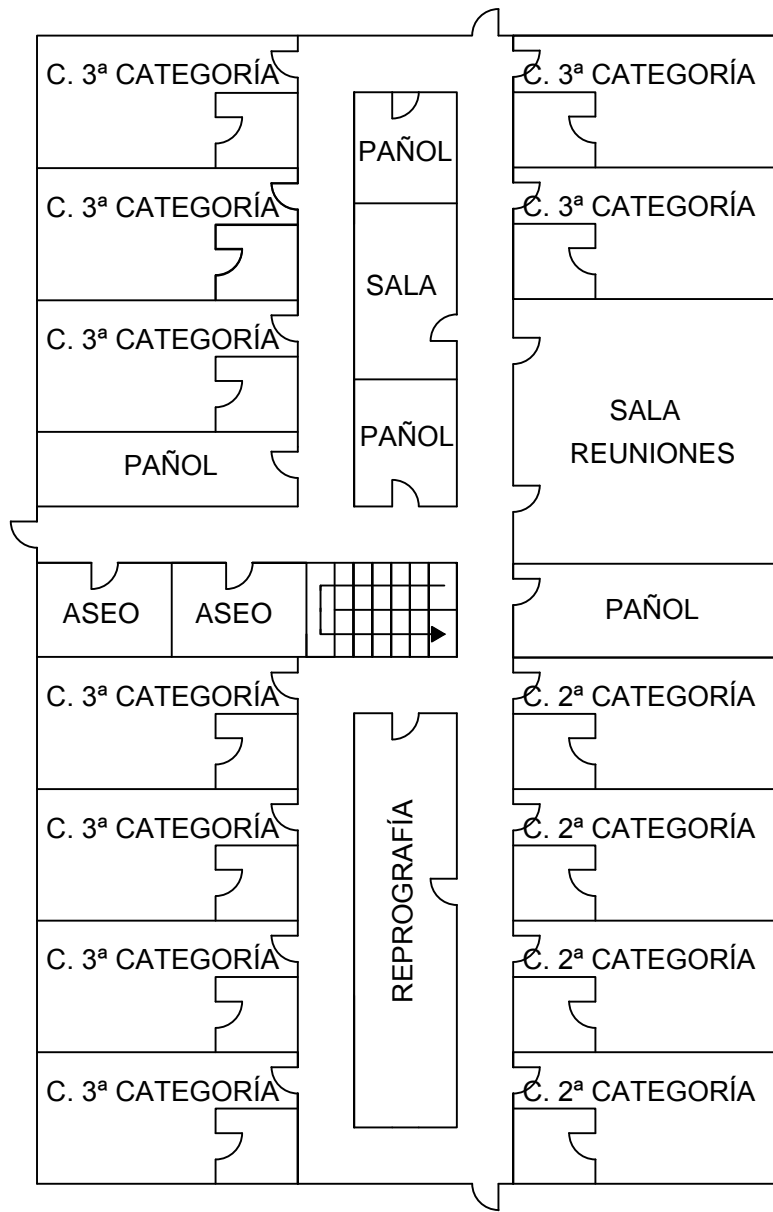 C. 3ª CATEGORÍA
C. 3ª CATEGORÍA
PAÑOL
C. 3ª CATEGORÍA
C. 3ª CATEGORÍA
SALA
C. 3ª CATEGORÍA
SALA
REUNIONES
PAÑOL
PAÑOL
ASEO
ASEO
PAÑOL
C. 3ª CATEGORÍA
C. 2ª CATEGORÍA
C. 3ª CATEGORÍA
C. 2ª CATEGORÍA
REPROGRAFÍA
C. 3ª CATEGORÍA
C. 2ª CATEGORÍA
C. 3ª CATEGORÍA
C. 2ª CATEGORÍA